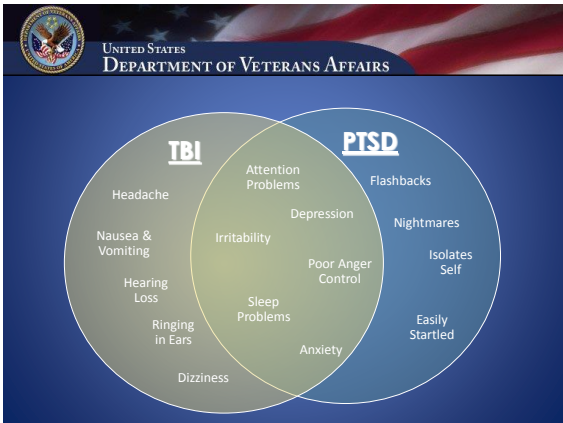 UNITED STATES
DEPARTMENT OF VETERANS AFFAIRS
TBI
Headache
Nausea &
Vomiting
Hearing
Loss
Ringing
in Ears
Dizziness
Attention
Problems
Depression
Irritability
Poor Anger
Control
Sleep
Problems
Anxiety
PTSD
Flashbacks
Nightmares
Isolates
Self
Easily
Startled